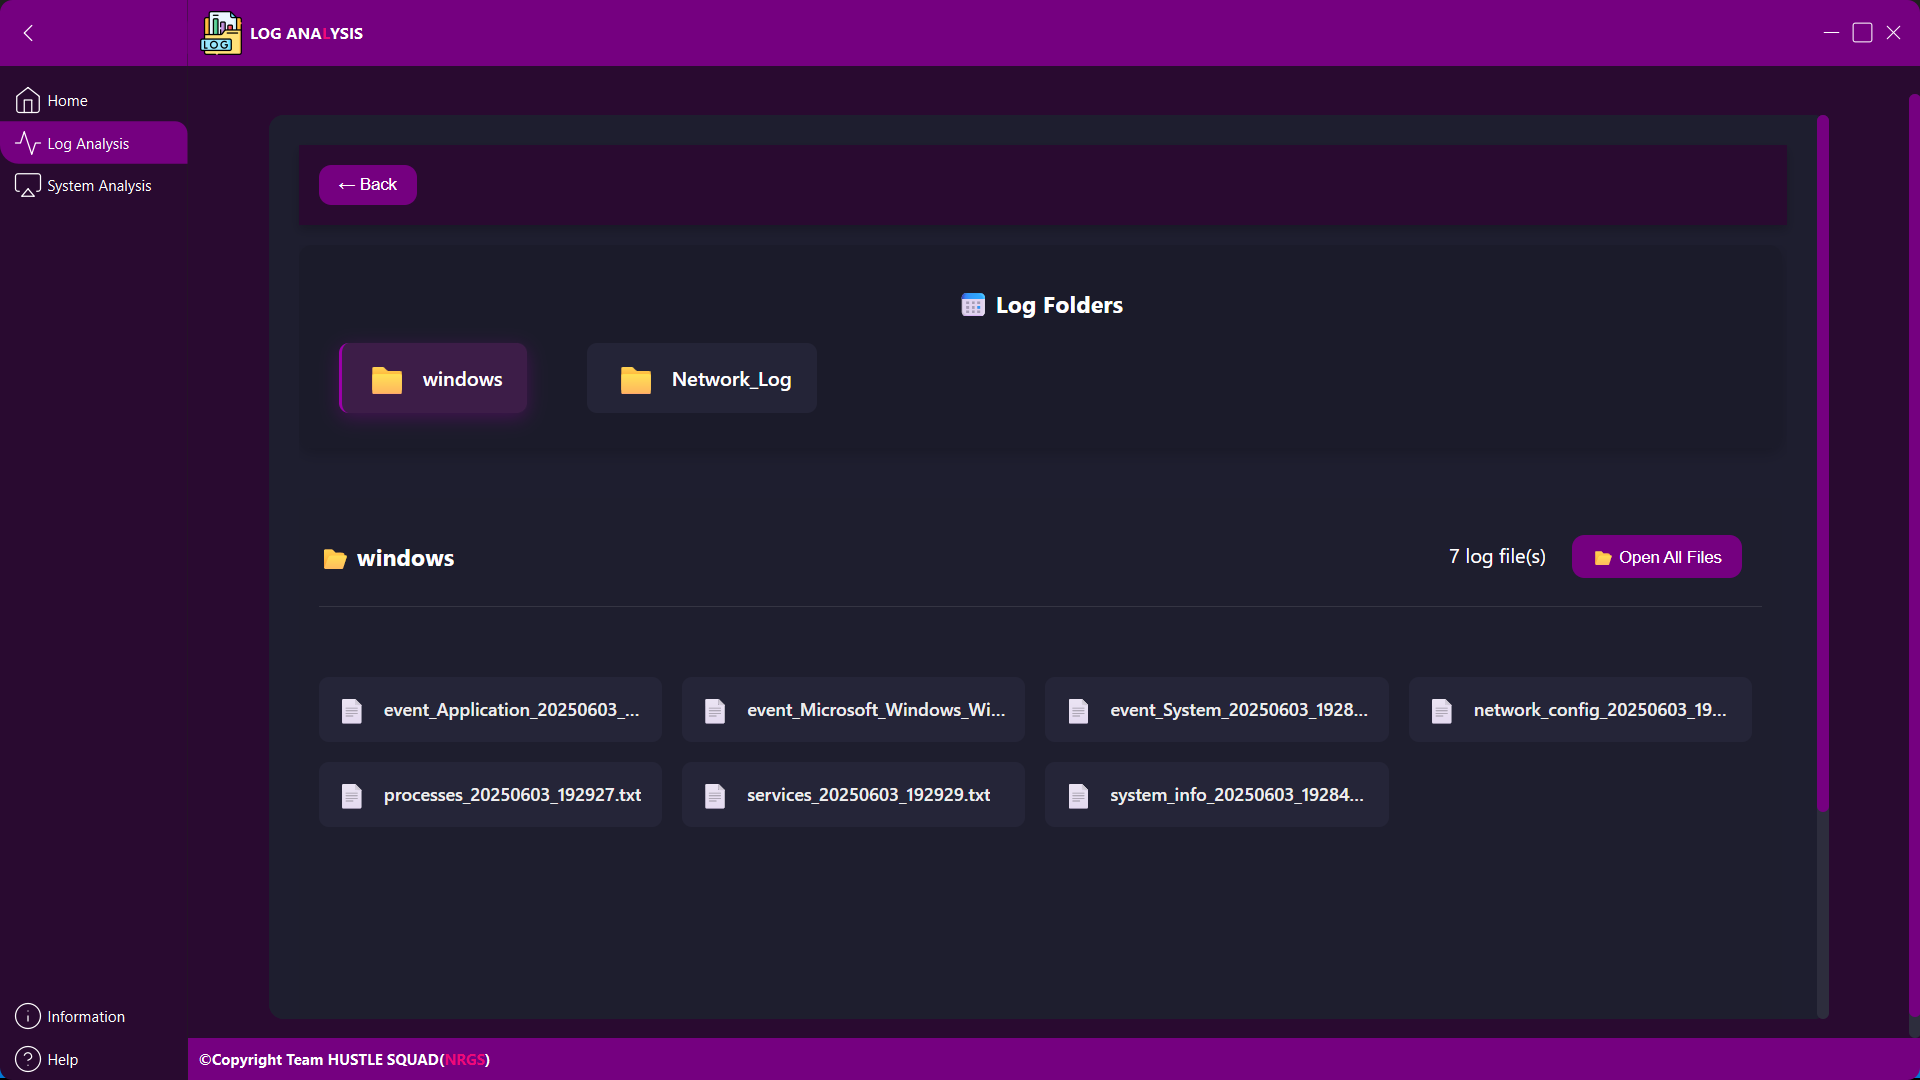 LOG
LOG ANALYSIS
Home
Log Analysis
System Analysis
← Back
Log Folders
windows
Network_Log
windows
7 log file(s)
Open All Files
event_Application_20250603_...
event_Microsoft_Windows_Wi...
event_System_20250603_1928...
network_config_20250603_19...
processes_20250603_192927.txt
services_20250603_192929.txt
system_info_20250603_19284...
Information
Help
©Copyright Team HUSTLE SQUAD(NRGS)